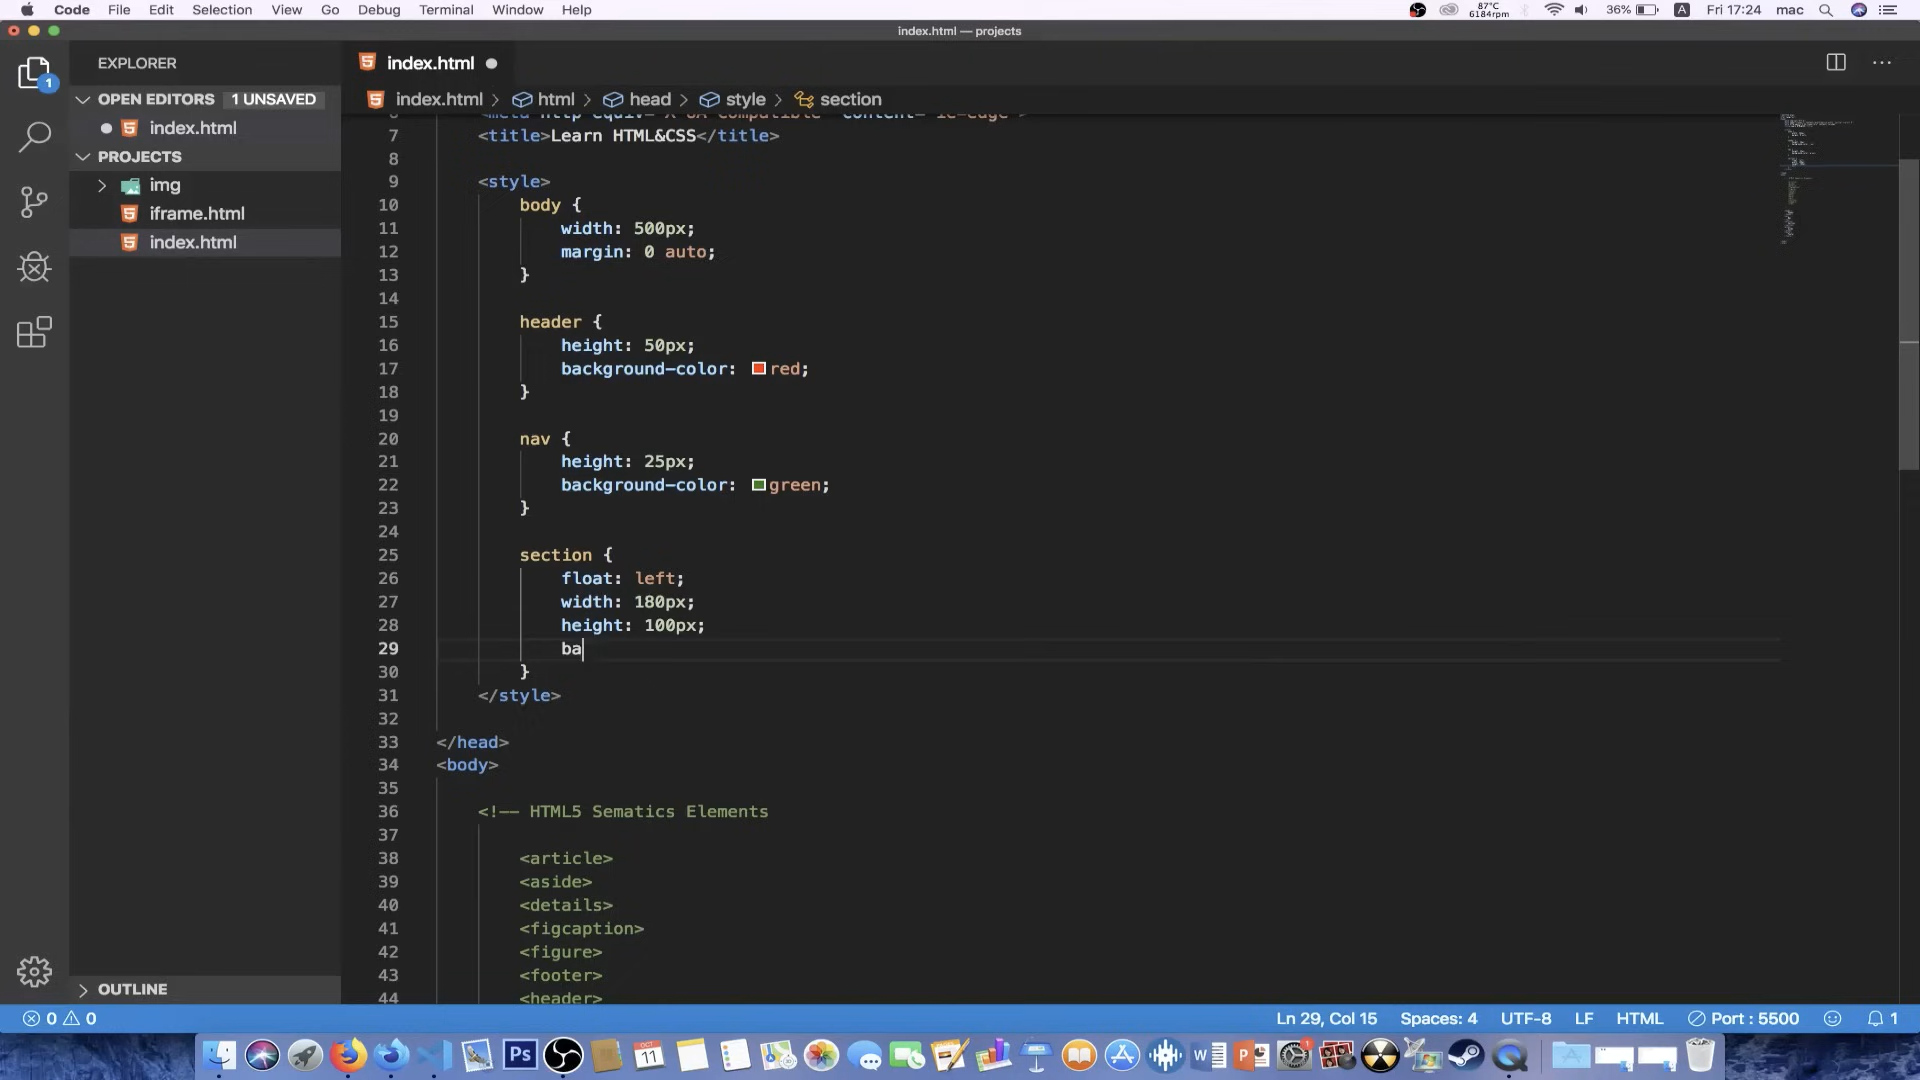 Code File Edit Selection View Go Debug Terminal Window Help 87°C 6184rpm 36% A Fri 17:24 mac
index.html — projects
EXPLORER
OPEN EDITORS 1 UNSAVED
index.html
PROJECTS
img
iframe.html
index.html
OUTLINE
1
index.html
index.html > html > head > style > section
7 <title>Learn HTML&CSS</title>
8
9 <style>
10 body {
11 width: 500px;
12 margin: 0 auto;
13 }
14
15 header {
16 height: 50px;
17 background-color: red;
18 }
19
20 nav {
21 height: 25px;
22 background-color: green;
23 }
24
25 section {
26 float: left;
27 width: 180px;
28 height: 100px;
29 ba
30 }
31 </style>
32
33 </head>
34 <body>
35
36 <!-- HTML5 Sematics Elements
37
38 <article>
39 <aside>
40 <details>
41 <figcaption>
42 <figure>
43 <footer>
44 <header>
0 0 Ln 29, Col 15 Spaces: 4 UTF-8 LF HTML Port : 5500 1
Ps OCT 11 W P 1